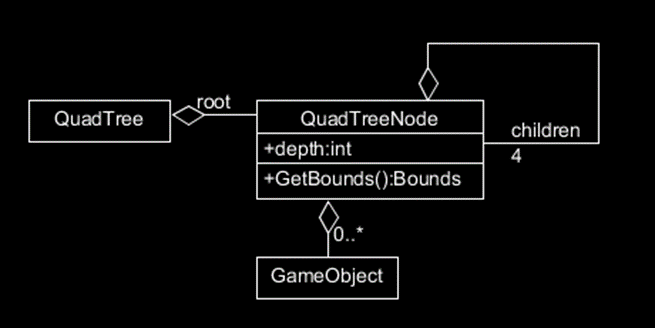 root
QuadTree
QuadTreeNode
children
4
+depth:int
+GetBounds():Bounds
0..*
GameObject